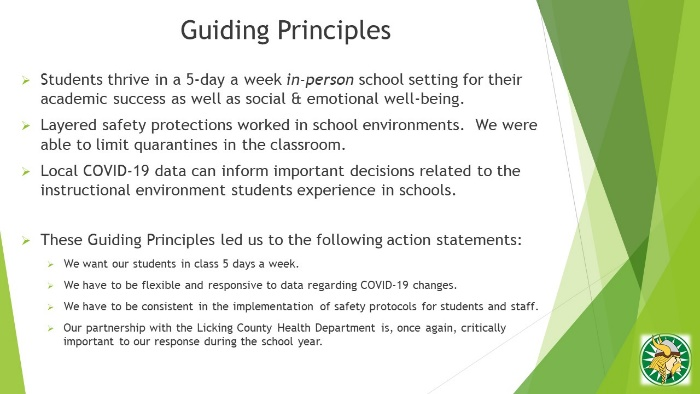 Guiding Principles
Students thrive in a 5-day a week in-person school setting for their
academic success as well as social & emotional well-being.
Layered safety protections worked in school environments.  We were
able to limit quarantines in the classroom.
Local COVID-19 data can inform important decisions related to the
instructional environment students experience in schools.
These Guiding Principles led us to the following action statements:
We want our students in class 5 days a week.
We have to be flexible and responsive to data regarding COVID-19 changes.
We have to be consistent in the implementation of safety protocols for students and staff.
Our partnership with the Licking County Health Department is, once again, critically
important to our response during the school year.